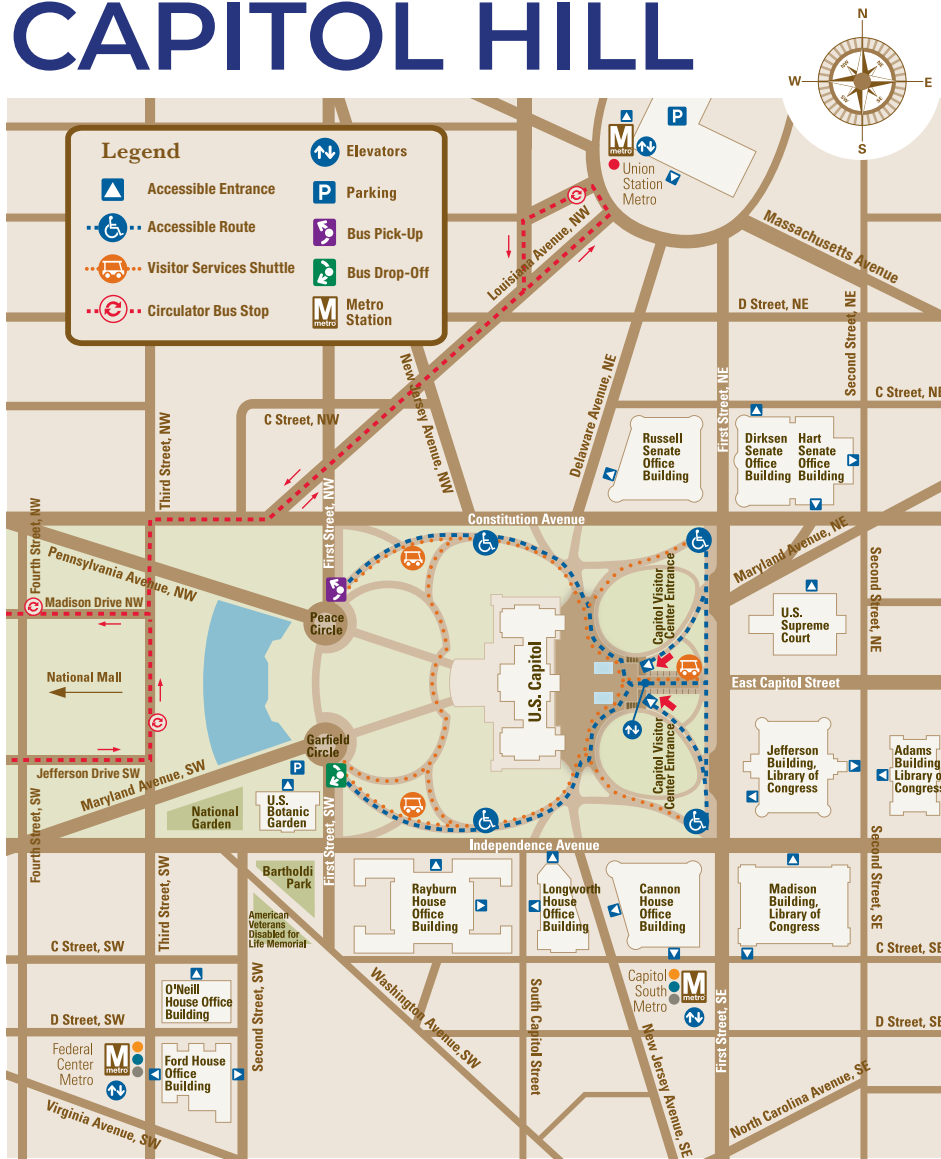 CAPITOL HILL
N
NW
NE
W
E
SW
SE
S
Legend
Accessible Entrance
Accessible Route
Visitor Services Shuttle
Circulator Bus Stop
Elevators
P
Parking
Bus Pick-Up
Bus Drop-Off
M
metro
Metro
Station
M
metro
P
Union
Station
Metro
Louisiana Avenue, NW
Massachusetts Avenue
D Street, NE
Second Street, NE
C Street, NE
First Street, NE
Delaware Avenue, NE
New Jersey Avenue, NW
C Street, NW
Third Street, NW
First Street, NW
Fourth Street, NW
Russell
Senate
Office
Building
Dirksen
Senate
Office
Building
Hart
Senate
Office
Building
Constitution Avenue
Pennsylvania Avenue, NW
Maryland Avenue, NE
Second Street, NE
Madison Drive NW
Peace
Circle
U.S.
Supreme
Court
Capitol Visitor
Center Entrance
U.S. Capitol
National Mall
East Capitol Street
Capitol Visitor
Center Entrance
Garfield
Circle
Jefferson Drive SW
Maryland Avenue, SW
P
U.S.
Botanic
Garden
National
Garden
Jefferson
Building,
Library of
Congress
Adams
Building,
Library of
Congress
Fourth Street, SW
Third Street, SW
First Street, SW
Independence Avenue
Second Street, SE
Bartholdi
Park
American
Veterans
Disabled for
Life Memorial
Rayburn
House
Office
Building
Longworth
House
Office
Building
Cannon
House
Office
Building
Madison
Building,
Library of
Congress
C Street, SW
C Street, SE
O'Neill
House Office
Building
Second Street, SW
Washington Avenue, SW
South Capitol Street
Capitol
South
Metro
M
metro
First Street, SE
New Jersey Avenue, SE
D Street, SW
D Street, SE
Federal
Center
Metro
M
metro
Ford House
Office
Building
Virginia Avenue, SW
North Carolina Avenue, SE